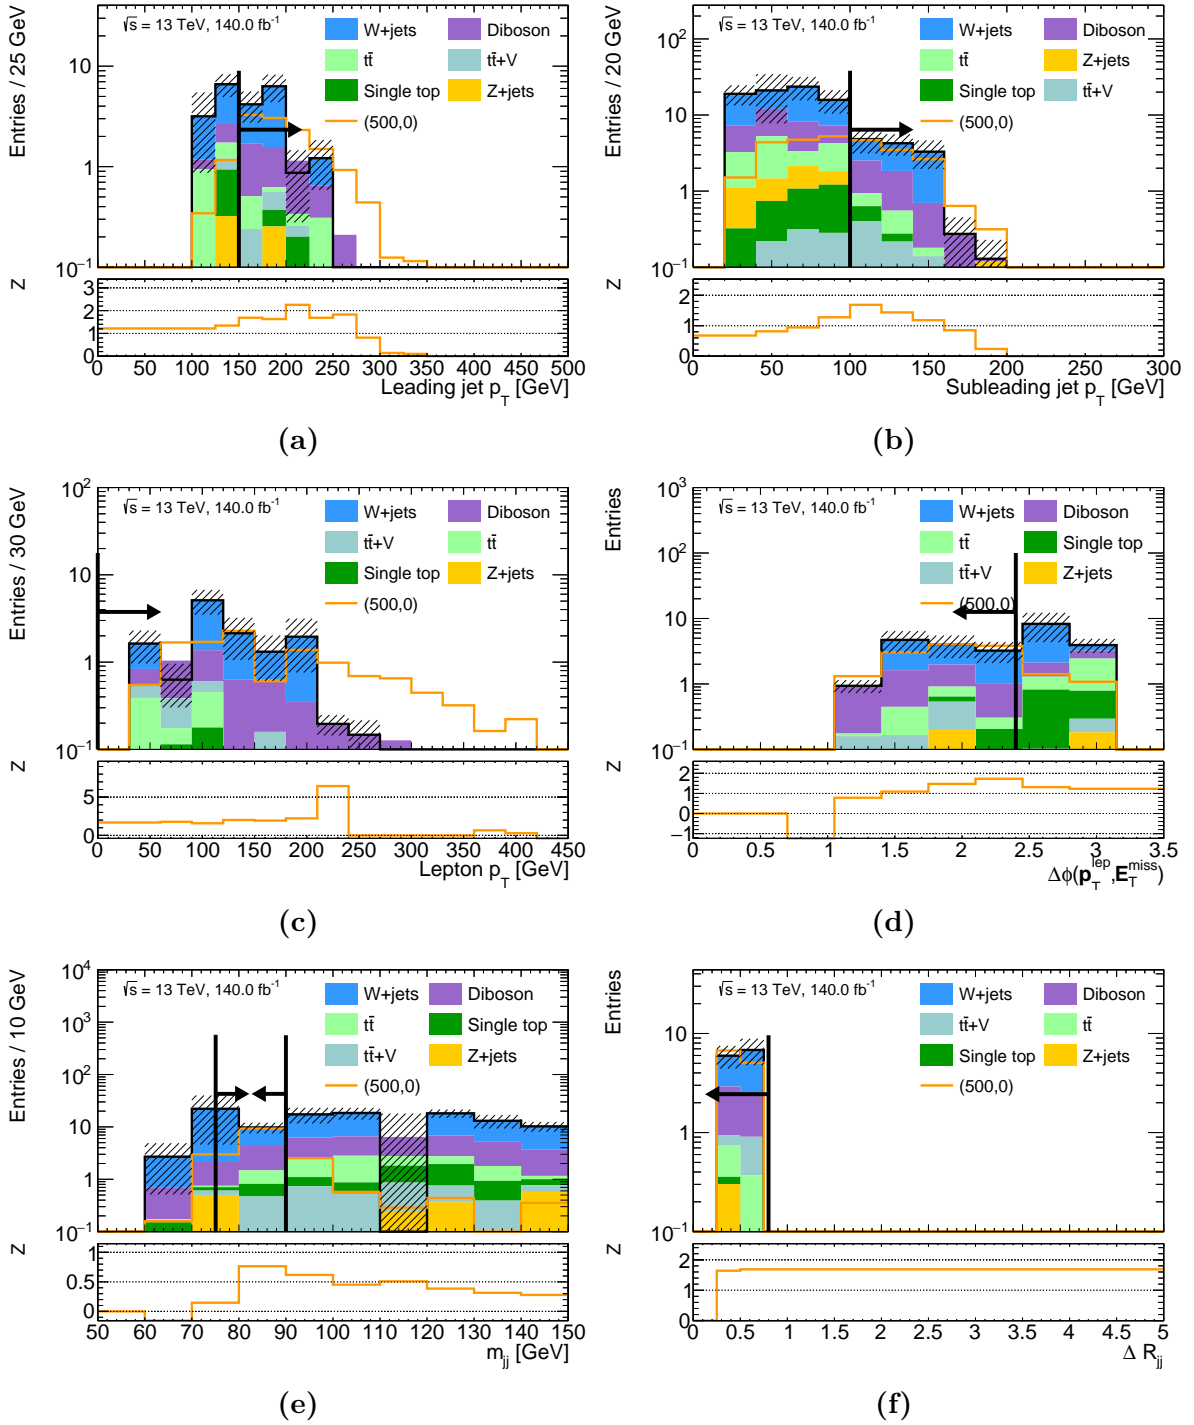 √s = 13 TeV, 140.0 fb⁻¹
W+jets
Diboson
tt̄
tt̄+V
Single top
Z+jets
(500,0)
Entries / 25 GeV
10
1
10⁻¹
Z
3
2
1
0
0 50 100 150 200 250 300 350 400 450 500
Leading jet p_T [GeV]
(a)
√s = 13 TeV, 140.0 fb⁻¹
W+jets
Diboson
tt̄
Z+jets
Single top
tt̄+V
(500,0)
Entries / 20 GeV
10²
10
1
10⁻¹
Z
2
1
0
0 50 100 150 200 250 300
Subleading jet p_T [GeV]
(b)
√s = 13 TeV, 140.0 fb⁻¹
W+jets
Diboson
tt̄+V
tt̄
Single top
Z+jets
(500,0)
Entries / 30 GeV
10²
10
1
10⁻¹
Z
5
0
0 50 100 150 200 250 300 350 400 450
Lepton p_T [GeV]
(c)
√s = 13 TeV, 140.0 fb⁻¹
W+jets
Diboson
tt̄
Single top
tt̄+V
Z+jets
(500,0)
Entries
10³
10²
10
1
10⁻¹
Z
2
1
0
−1
0 0.5 1 1.5 2 2.5 3 3.5
Δϕ(p_T^lep,E_T^miss)
(d)
√s = 13 TeV, 140.0 fb⁻¹
W+jets
Diboson
tt̄
Single top
tt̄+V
Z+jets
(500,0)
Entries / 10 GeV
10⁴
10³
10²
10
1
10⁻¹
Z
1
0.5
0
50 60 70 80 90 100 110 120 130 140 150
m_jj [GeV]
(e)
√s = 13 TeV, 140.0 fb⁻¹
W+jets
Diboson
tt̄+V
tt̄
Single top
Z+jets
(500,0)
Entries
10
1
10⁻¹
Z
2
1
0
0 0.5 1 1.5 2 2.5 3 3.5 4 4.5 5
Δ R_jj
(f)